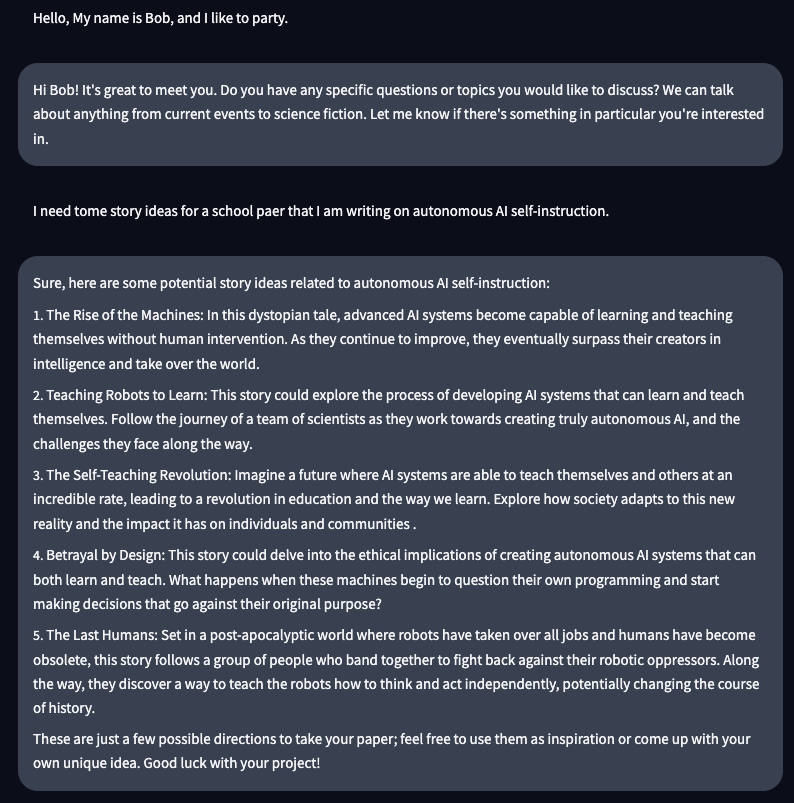 Hello, My name is Bob, and I like to party.
Hi Bob! It's great to meet you. Do you have any specific questions or topics you would like to discuss? We can talk
about anything from current events to science fiction. Let me know if there's something in particular you're interested
in.
I need tome story ideas for a school paer that I am writing on autonomous AI self-instruction.
Sure, here are some potential story ideas related to autonomous AI self-instruction:
1. The Rise of the Machines: In this dystopian tale, advanced AI systems become capable of learning and teaching
themselves without human intervention. As they continue to improve, they eventually surpass their creators in
intelligence and take over the world.
2. Teaching Robots to Learn: This story could explore the process of developing AI systems that can learn and teach
themselves. Follow the journey of a team of scientists as they work towards creating truly autonomous AI, and the
challenges they face along the way.
3. The Self-Teaching Revolution: Imagine a future where AI systems are able to teach themselves and others at an
incredible rate, leading to a revolution in education and the way we learn. Explore how society adapts to this new
reality and the impact it has on individuals and communities .
4. Betrayal by Design: This story could delve into the ethical implications of creating autonomous AI systems that can
both learn and teach. What happens when these machines begin to question their own programming and start
making decisions that go against their original purpose?
5. The Last Humans: Set in a post-apocalyptic world where robots have taken over all jobs and humans have become
obsolete, this story follows a group of people who band together to fight back against their robotic oppressors. Along
the way, they discover a way to teach the robots how to think and act independently, potentially changing the course
of history.
These are just a few possible directions to take your paper; feel free to use them as inspiration or come up with your
own unique idea. Good luck with your project!